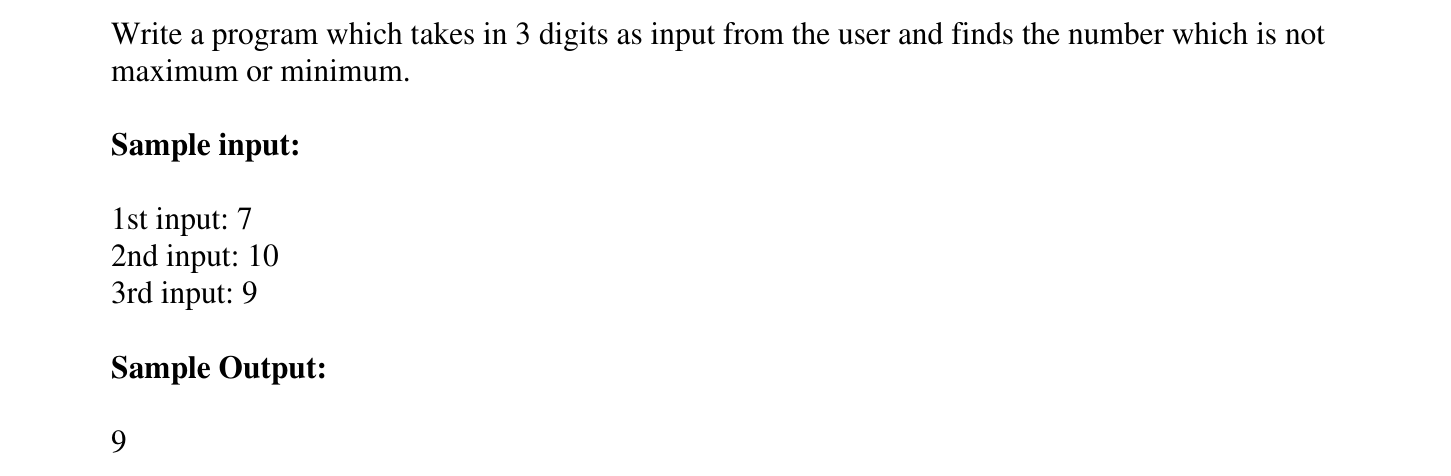 Write a program which takes in 3 digits as input from the user and finds the number which is not
maximum or minimum.
Sample input:
1st input: 7
2nd input: 10
3rd input: 9
Sample Output:
9